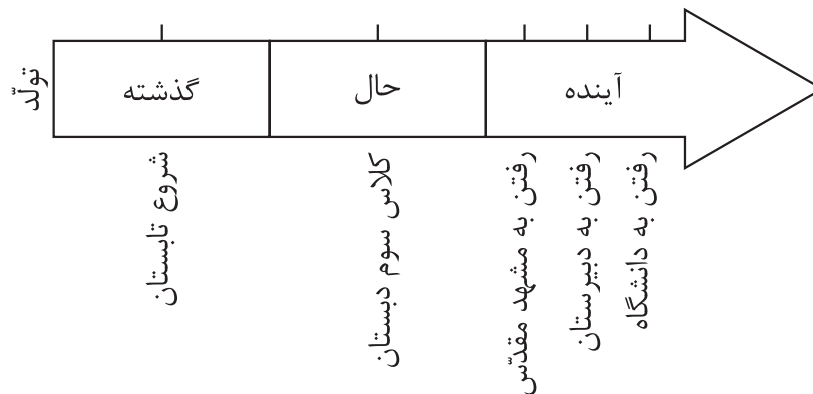 تولّد
گذشته
حال
آینده
شروع تابستان
کلاس سوم دبستان
رفتن به مشهد مقدّس
رفتن به دبیرستان
رفتن به دانشگاه